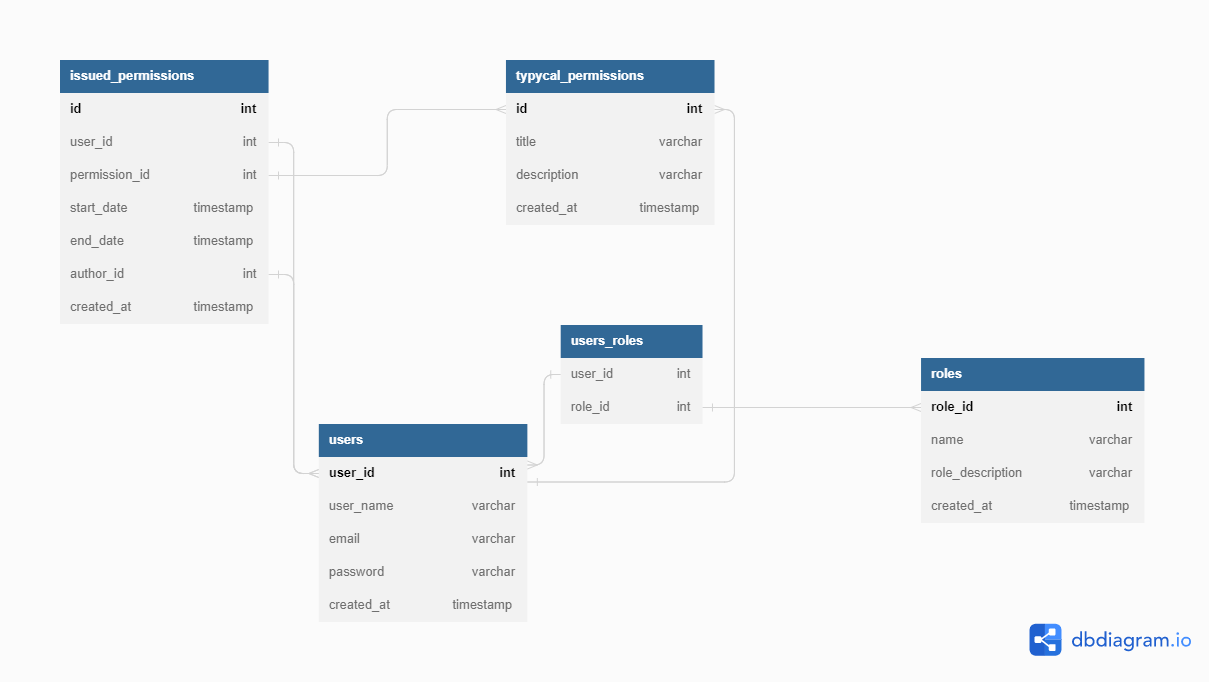 issued_permissions
id int
user_id int
permission_id int
start_date timestamp
end_date timestamp
author_id int
created_at timestamp
typycal_permissions
id int
title varchar
description varchar
created_at timestamp
users_roles
user_id int
role_id int
roles
role_id int
name varchar
role_description varchar
created_at timestamp
users
user_id int
user_name varchar
email varchar
password varchar
created_at timestamp
dbdiagram.io